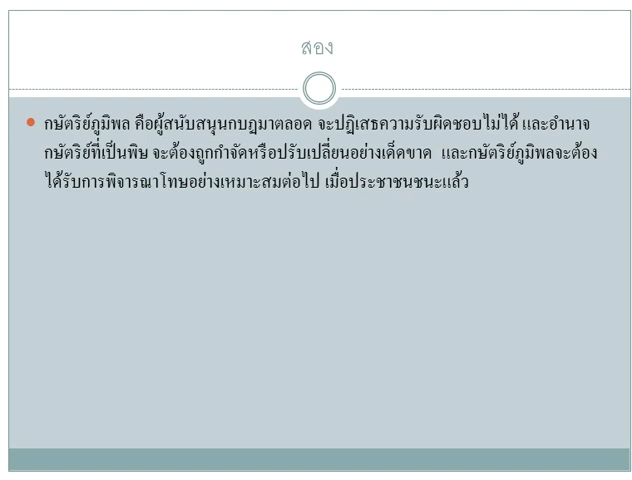 สอง
กษัตริย์ภูมิพล คือผู้สนับสนุนกบฎมาตลอด จะปฏิเสธความรับผิดชอบไม่ได้ และอำนาจ
กษัตริย์ที่เป็นพิษ จะต้องถูกกำจัดหรือปรับเปลี่ยนอย่างเด็ดขาด และกษัตริย์ภูมิพลจะต้อง
ได้รับการพิจารณาโทษอย่างเหมาะสมต่อไป เมื่อประชาชนชนะแล้ว